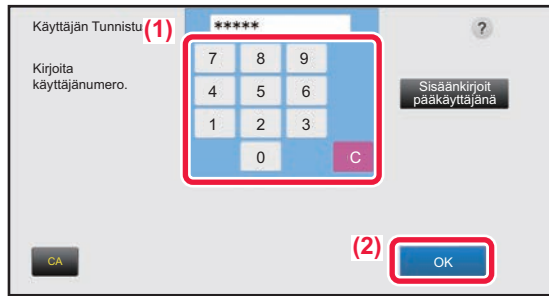 Käyttäjän Tunnistu
(1)
*****
?
Kirjoita
käyttäjänumero.
7 8 9
4 5 6
1 2 3
0 C
Sisäänkirjoit
pääkäyttäjänä
CA
(2)
OK